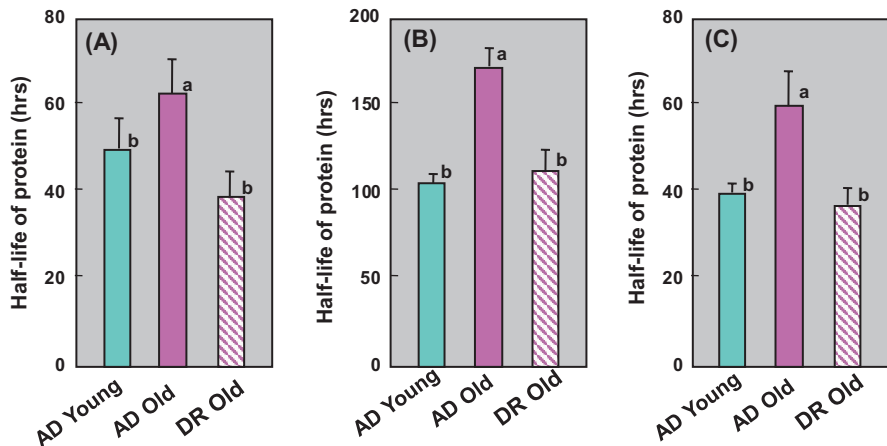 (A)
Half-life of protein (hrs)
80
60
40
20
0
b
a
b
AD Young
AD Old
DR Old
(B)
Half-life of protein (hrs)
200
150
100
50
0
b
a
b
AD Young
AD Old
DR Old
(C)
Half-life of protein (hrs)
80
60
40
20
0
b
a
b
AD Young
AD Old
DR Old